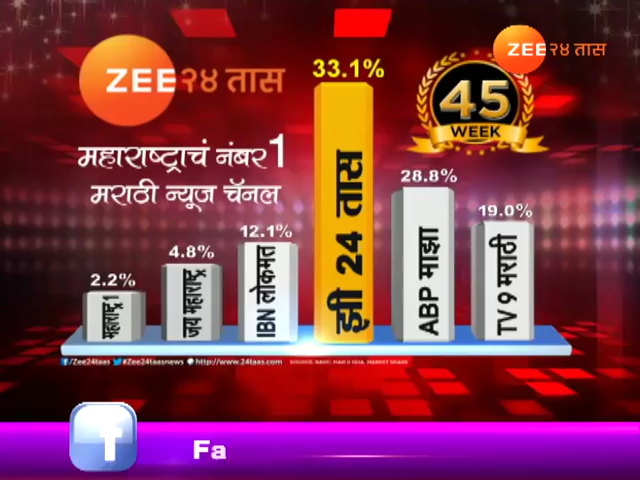 ZEE २४ तास
ZEE २४ तास
महाराष्ट्राचं नंबर 1
मराठी न्यूज चॅनल
45
WEEK
2.2%
4.8%
12.1%
33.1%
28.8%
19.0%
महाराष्ट्र 1
जय महाराष्ट्र
IBN लोकमत
झी 24 तास
ABP माझा
TV 9 मराठी
/Zee24taas /#Zee24taasnews http://www.24taas.com
f Fa